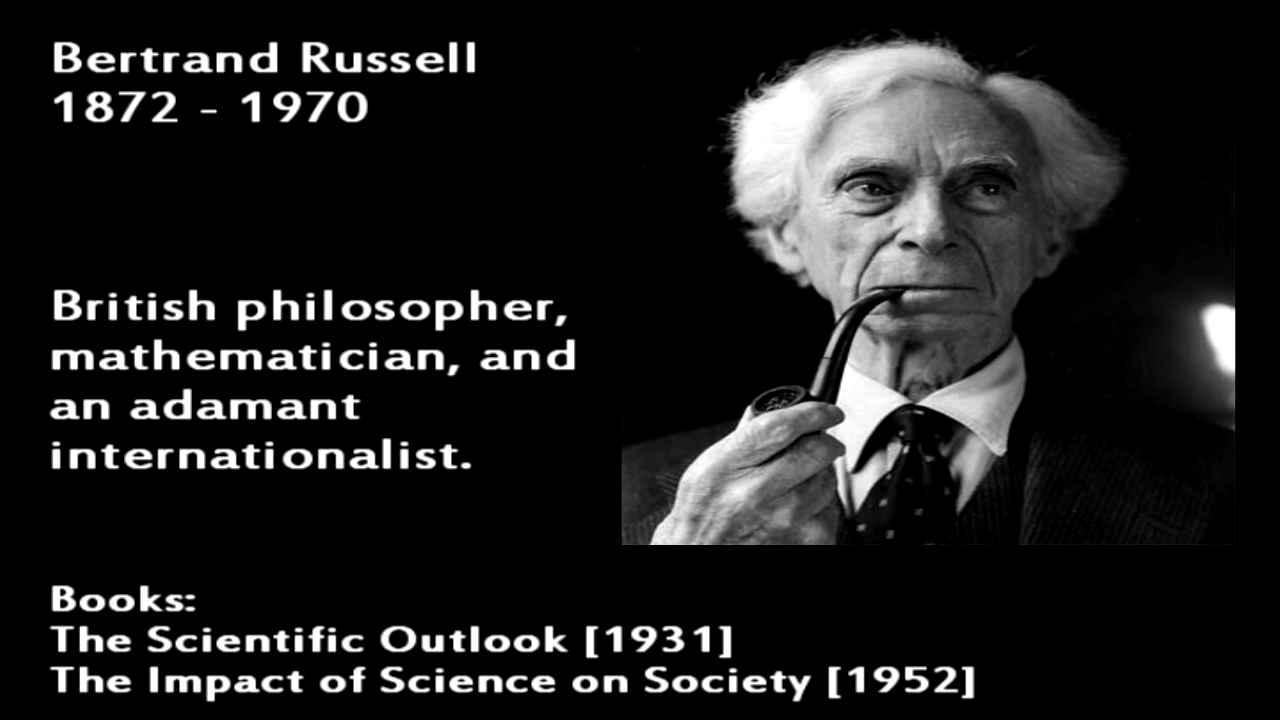 Bertrand Russell
1872 - 1970
British philosopher,
mathematician, and
an adamant
internationalist.
Books:
The Scientific Outlook [1931]
The Impact of Science on Society [1952]